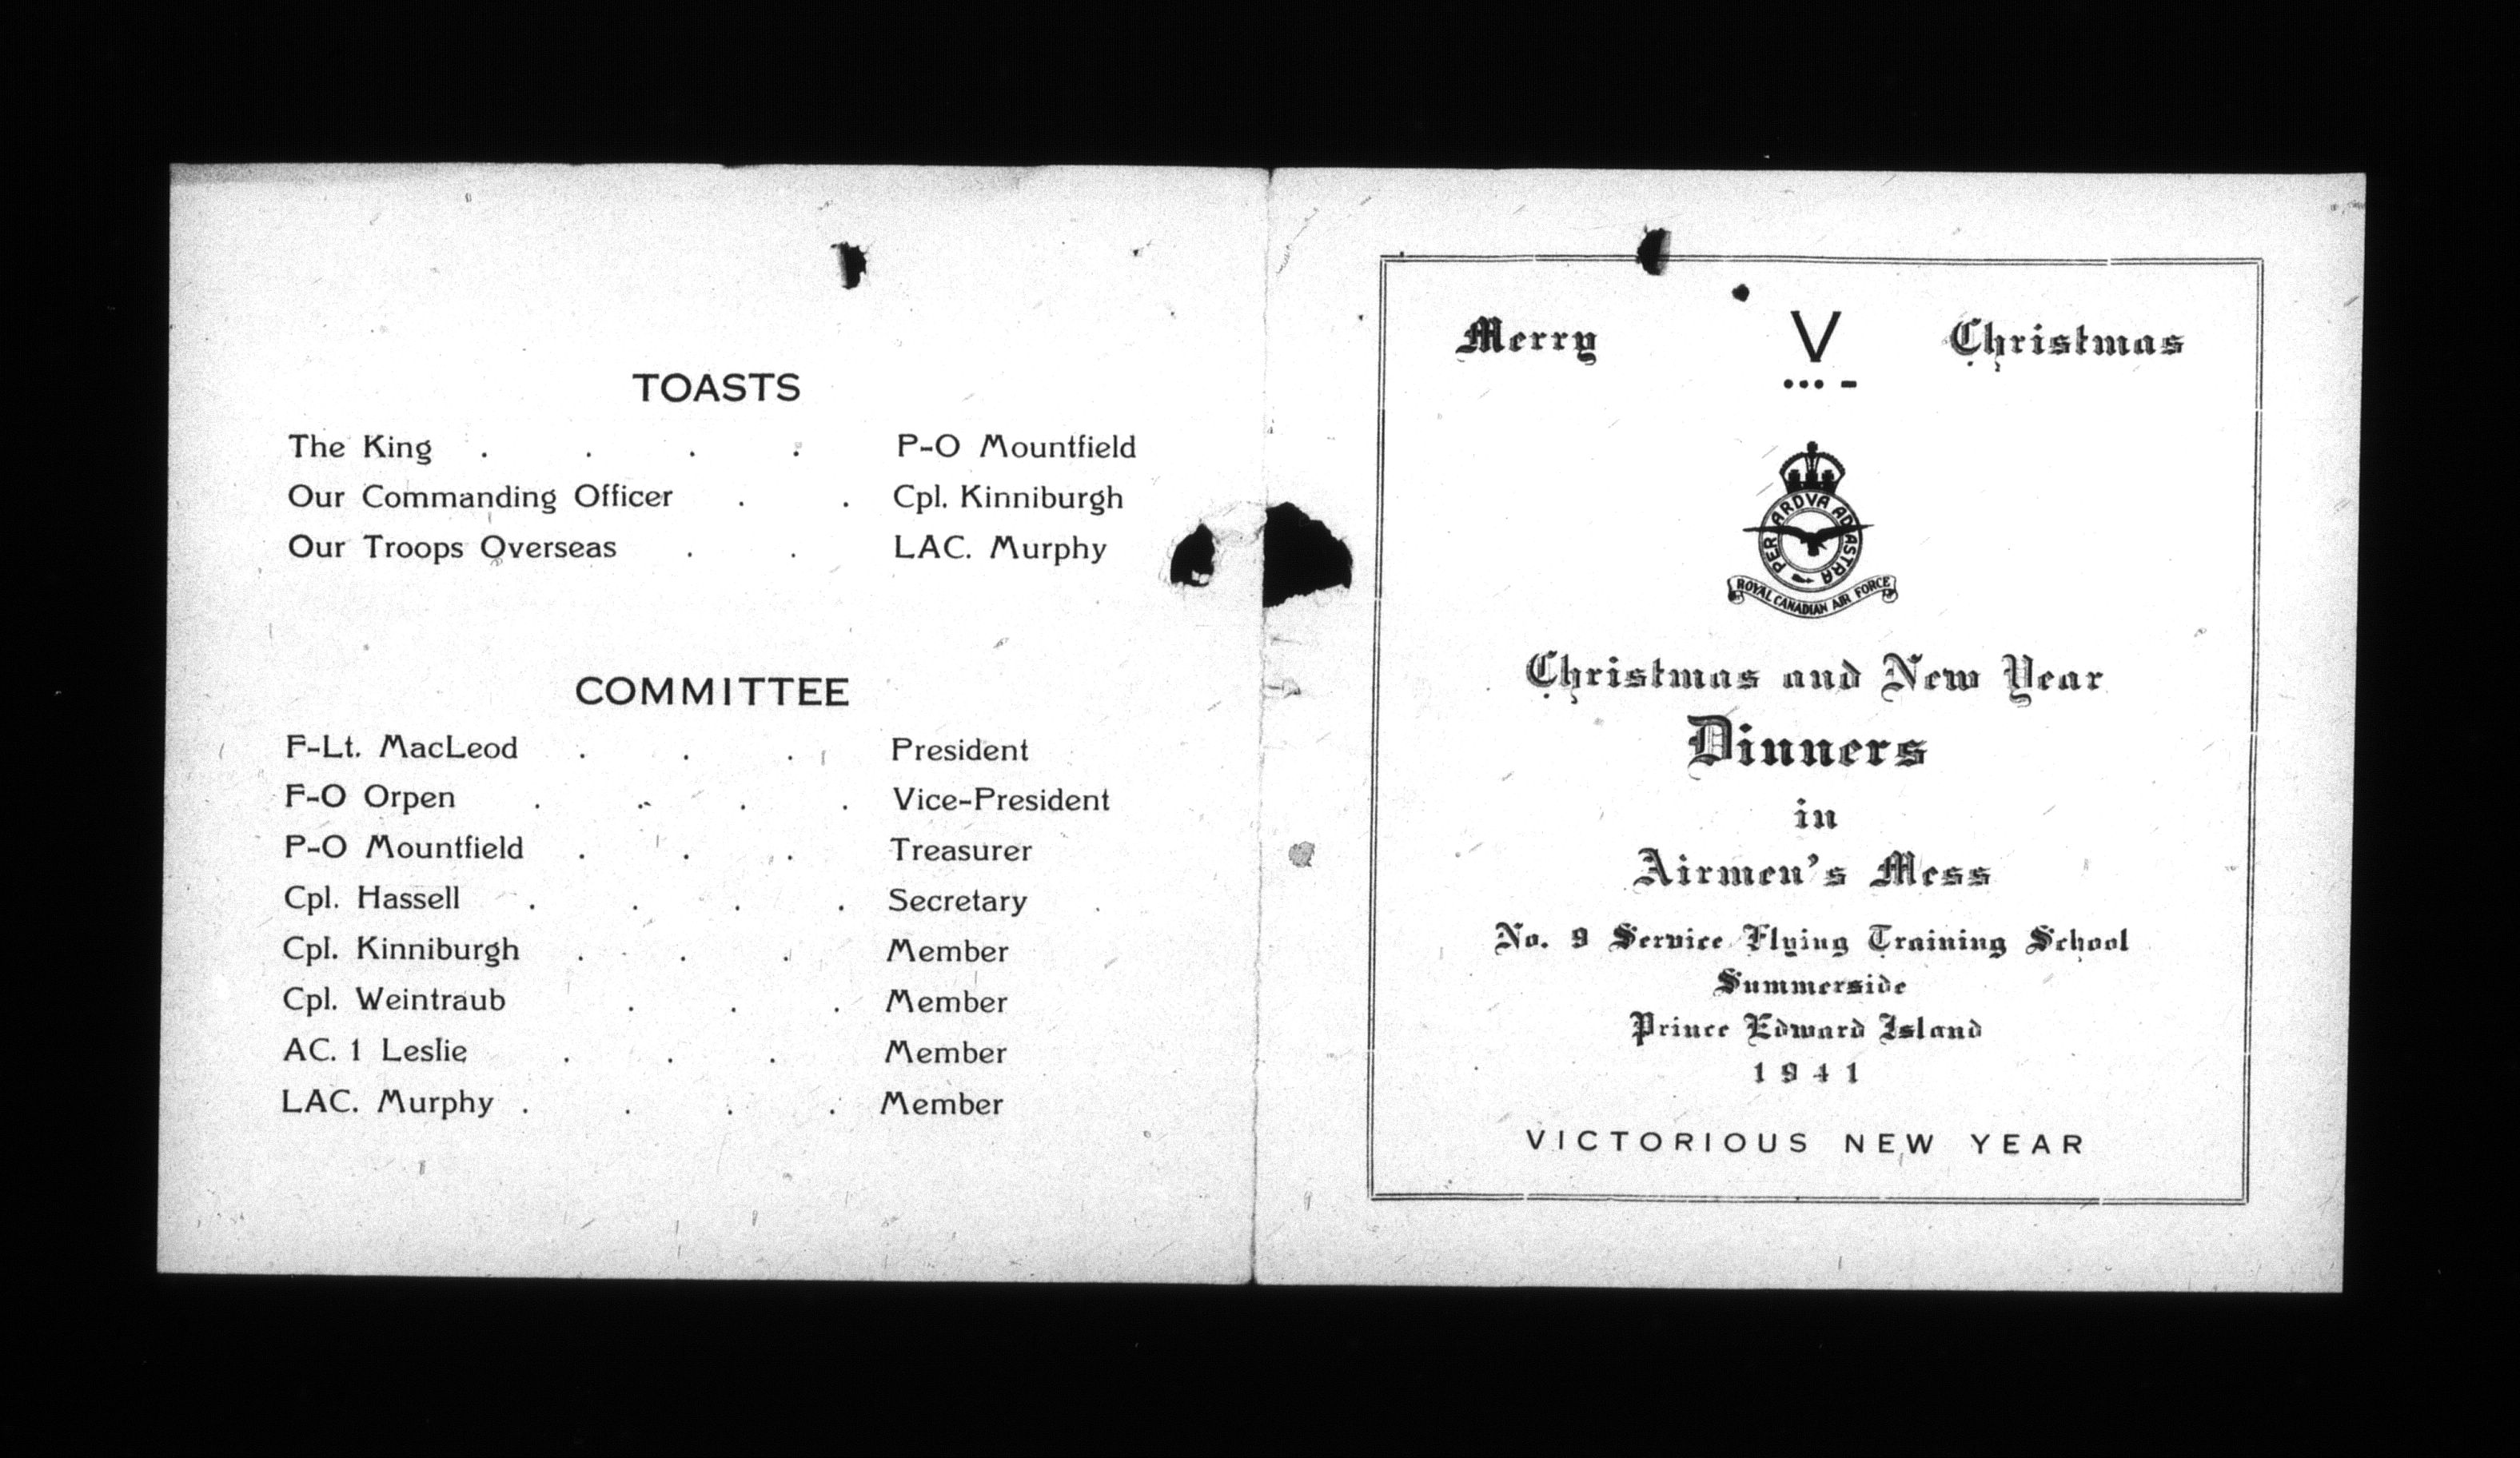 TOASTS
The King . . . . P-O Mountfield
Our Commanding Officer . . Cpl. Kinniburgh
Our Troops Overseas . . LAC. Murphy
COMMITTEE
F-Lt. MacLeod . . . President
F-O Orpen . . . . Vice-President
P-O Mountfield . . . Treasurer
Cpl. Hassell . . . . Secretary
Cpl. Kinniburgh . . . Member
Cpl. Weintraub . . . Member
AC. 1 Leslie . . . Member
LAC. Murphy . . . . Member
Merry V Christmas
...-
PER ARDVA AD ASTRA
ROYAL CANADIAN AIR FORCE
Christmas and New Year
Dinners
in
Airmen's Mess
No. 9 Service Flying Training School
Summerside
Prince Edward Island
1941
VICTORIOUS NEW YEAR